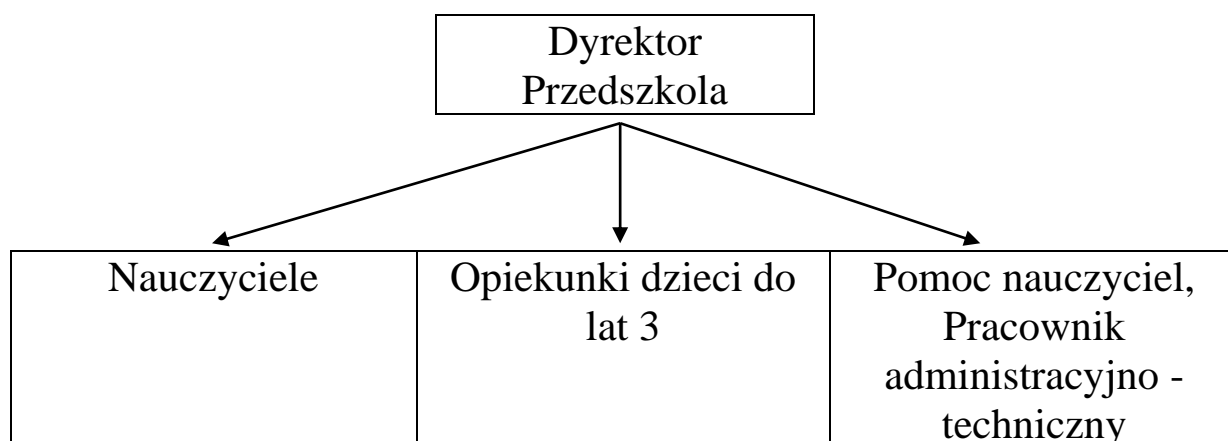 Dyrektor
Przedszkola
Nauczyciele
Opiekunki dzieci do
lat 3
Pomoc nauczyciel,
Pracownik
administracyjno -
techniczny